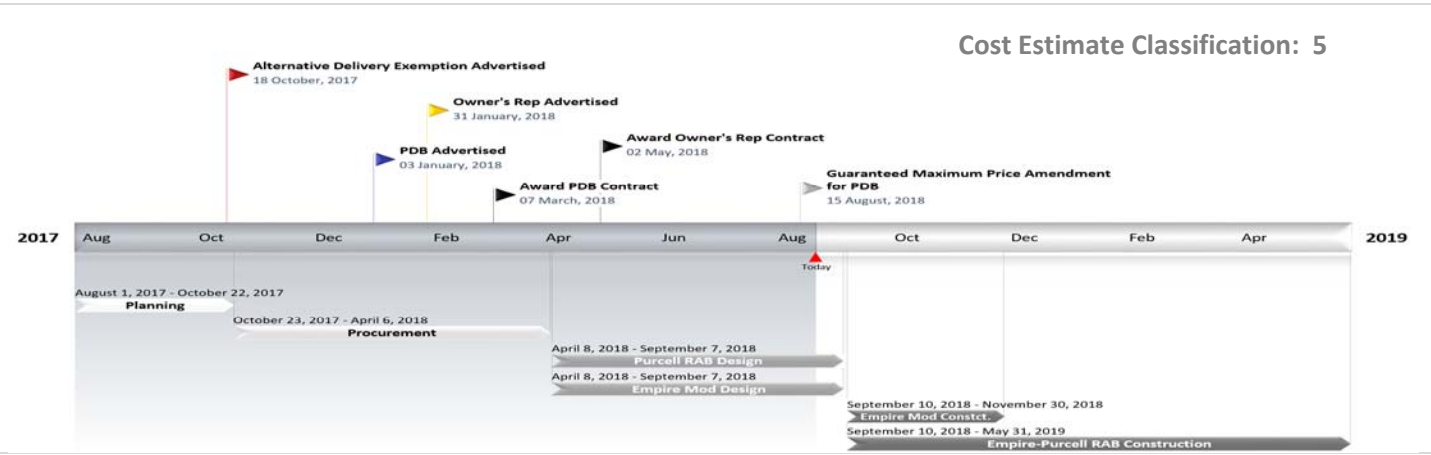 Cost Estimate Classification: 5
Alternative Delivery Exemption Advertised
18 October, 2017
Owner's Rep Advertised
31 January, 2018
Award Owner's Rep Contract
02 May, 2018
PDB Advertised
03 January, 2018
Guaranteed Maximum Price Amendment
for PDB
15 August, 2018
Award PDB Contract
07 March, 2018
2017 Aug Oct Dec Feb Apr Jun Aug Oct Dec Feb Apr 2019
Today
August 1, 2017 - October 22, 2017
Planning
October 23, 2017 - April 6, 2018
Procurement
April 8, 2018 - September 7, 2018
Purcell RAB Design
April 8, 2018 - September 7, 2018
Empire Mod Design
September 10, 2018 - November 30, 2018
Empire Mod Constct.
September 10, 2018 - May 31, 2019
Empire-Purcell RAB Construction